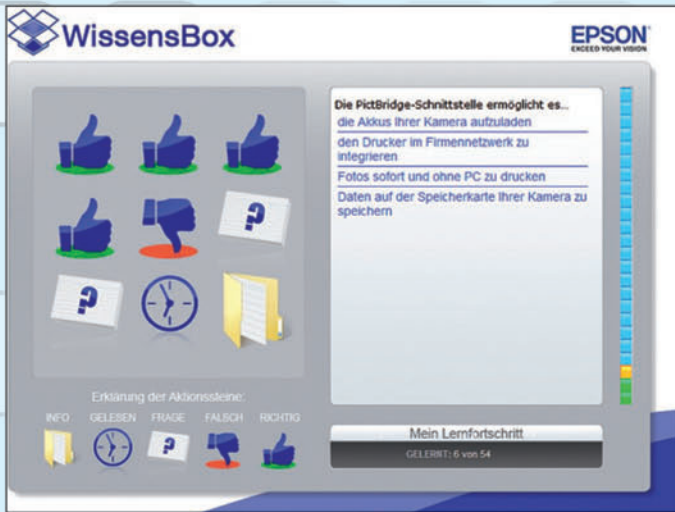 WissensBox
EPSON
EXCEED YOUR VISION
Die PictBridge-Schnittstelle ermöglicht es...
die Akkus Ihrer Kamera aufzuladen
den Drucker im Firmennetzwerk zu
integrieren
Fotos sofort und ohne PC zu drucken
Daten auf der Speicherkarte Ihrer Kamera zu
speichern
?
?
Erklärung der Aktionssteine:
INFO GELESEN FRAGE FALSCH RICHTIG
?
Mein Lernfortschritt
GELERNT: 6 von 54